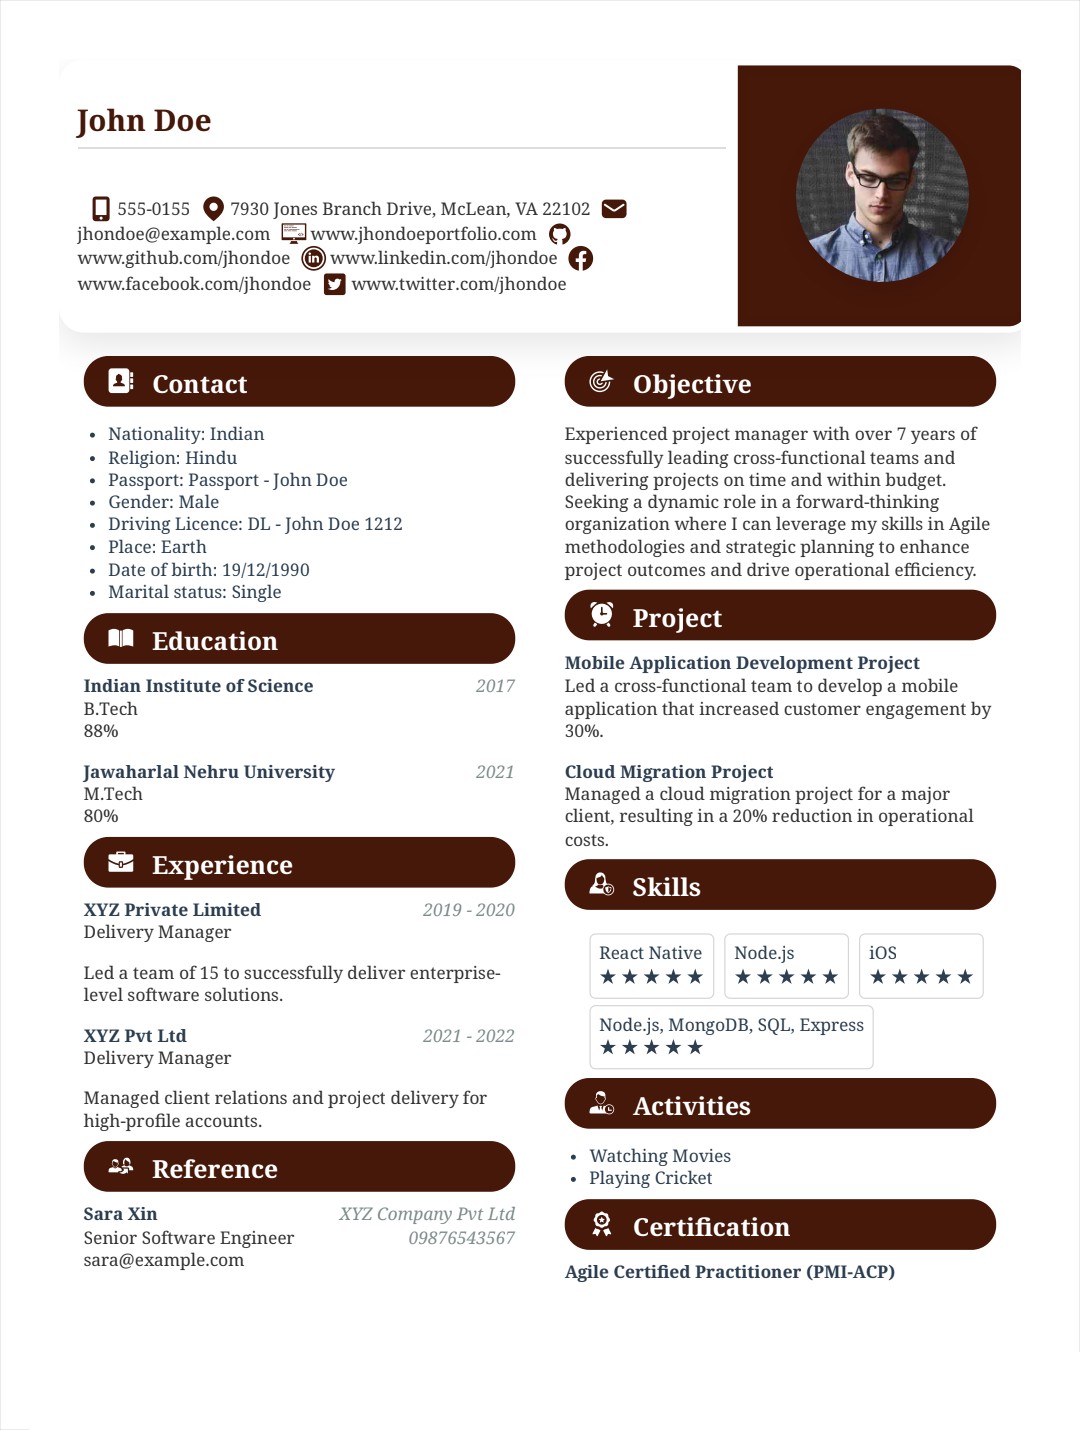 John Doe
555-0155 7930 Jones Branch Drive, McLean, VA 22102
jhondoe@example.com www.jhondoeportfolio.com
www.github.com/jhondoe www.linkedin.com/jhondoe
www.facebook.com/jhondoe www.twitter.com/jhondoe
Contact
Nationality: Indian
Religion: Hindu
Passport: Passport - John Doe
Gender: Male
Driving Licence: DL - John Doe 1212
Place: Earth
Date of birth: 19/12/1990
Marital status: Single
Education
Indian Institute of Science 2017
B.Tech
88%
Jawaharlal Nehru University 2021
M.Tech
80%
Experience
XYZ Private Limited 2019 - 2020
Delivery Manager
Led a team of 15 to successfully deliver enterprise-
level software solutions.
XYZ Pvt Ltd 2021 - 2022
Delivery Manager
Managed client relations and project delivery for
high-profile accounts.
Reference
Sara Xin XYZ Company Pvt Ltd
Senior Software Engineer 09876543567
sara@example.com
Objective
Experienced project manager with over 7 years of
successfully leading cross-functional teams and
delivering projects on time and within budget.
Seeking a dynamic role in a forward-thinking
organization where I can leverage my skills in Agile
methodologies and strategic planning to enhance
project outcomes and drive operational efficiency.
Project
Mobile Application Development Project
Led a cross-functional team to develop a mobile
application that increased customer engagement by
30%.
Cloud Migration Project
Managed a cloud migration project for a major
client, resulting in a 20% reduction in operational
costs.
Skills
React Native Node.js iOS
★★★★★ ★★★★★ ★★★★★
Node.js, MongoDB, SQL, Express
★★★★★
Activities
Watching Movies
Playing Cricket
Certification
Agile Certified Practitioner (PMI-ACP)